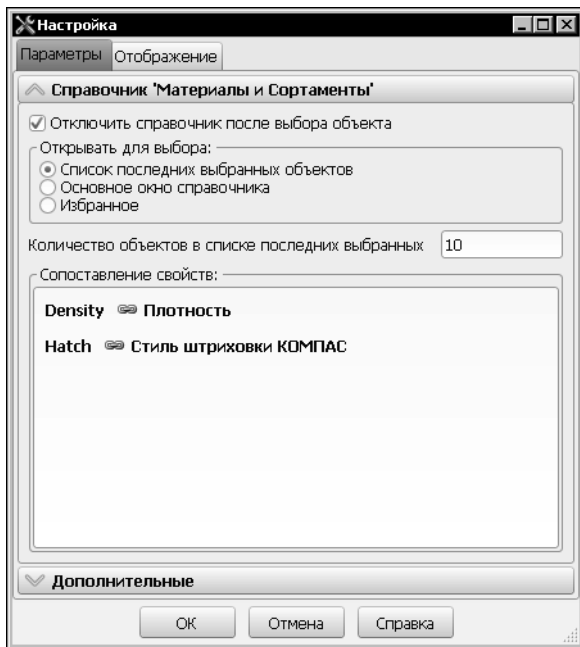 Настройка
Параметры Отображение
Справочник 'Материалы и Сортаменты'
Отключить справочник после выбора объекта
Открывать для выбора:
Список последних выбранных объектов
Основное окно справочника
Избранное
Количество объектов в списке последних выбранных 10
Сопоставление свойств:
Density Плотность
Hatch Стиль штриховки КОМПАС
Дополнительные
ОК Отмена Справка